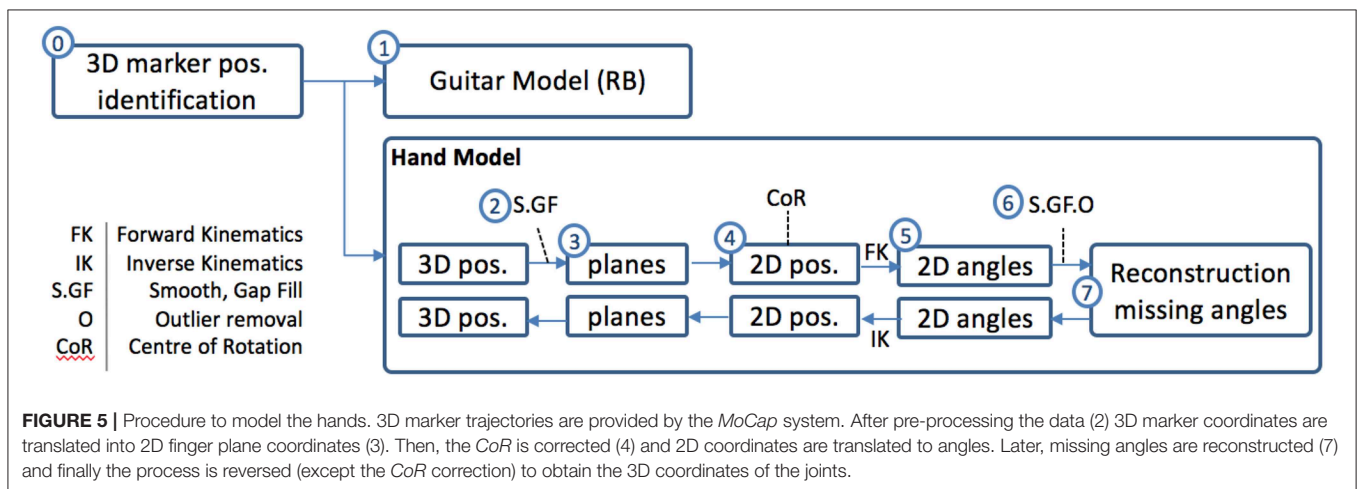 0
3D marker pos.
identification
1
Guitar Model (RB)
Hand Model
2 S.GF
CoR
6 S.GF.O
3D pos.
3
planes
4
2D pos.
FK
5
2D angles
7
Reconstruction
missing angles
3D pos.
planes
2D pos.
IK
2D angles
FK Forward Kinematics
IK Inverse Kinematics
S.GF Smooth, Gap Fill
O Outlier removal
CoR Centre of Rotation
FIGURE 5 | Procedure to model the hands. 3D marker trajectories are provided by the MoCap system. After pre-processing the data (2) 3D marker coordinates are
translated into 2D finger plane coordinates (3). Then, the CoR is corrected (4) and 2D coordinates are translated to angles. Later, missing angles are reconstructed (7)
and finally the process is reversed (except the CoR correction) to obtain the 3D coordinates of the joints.